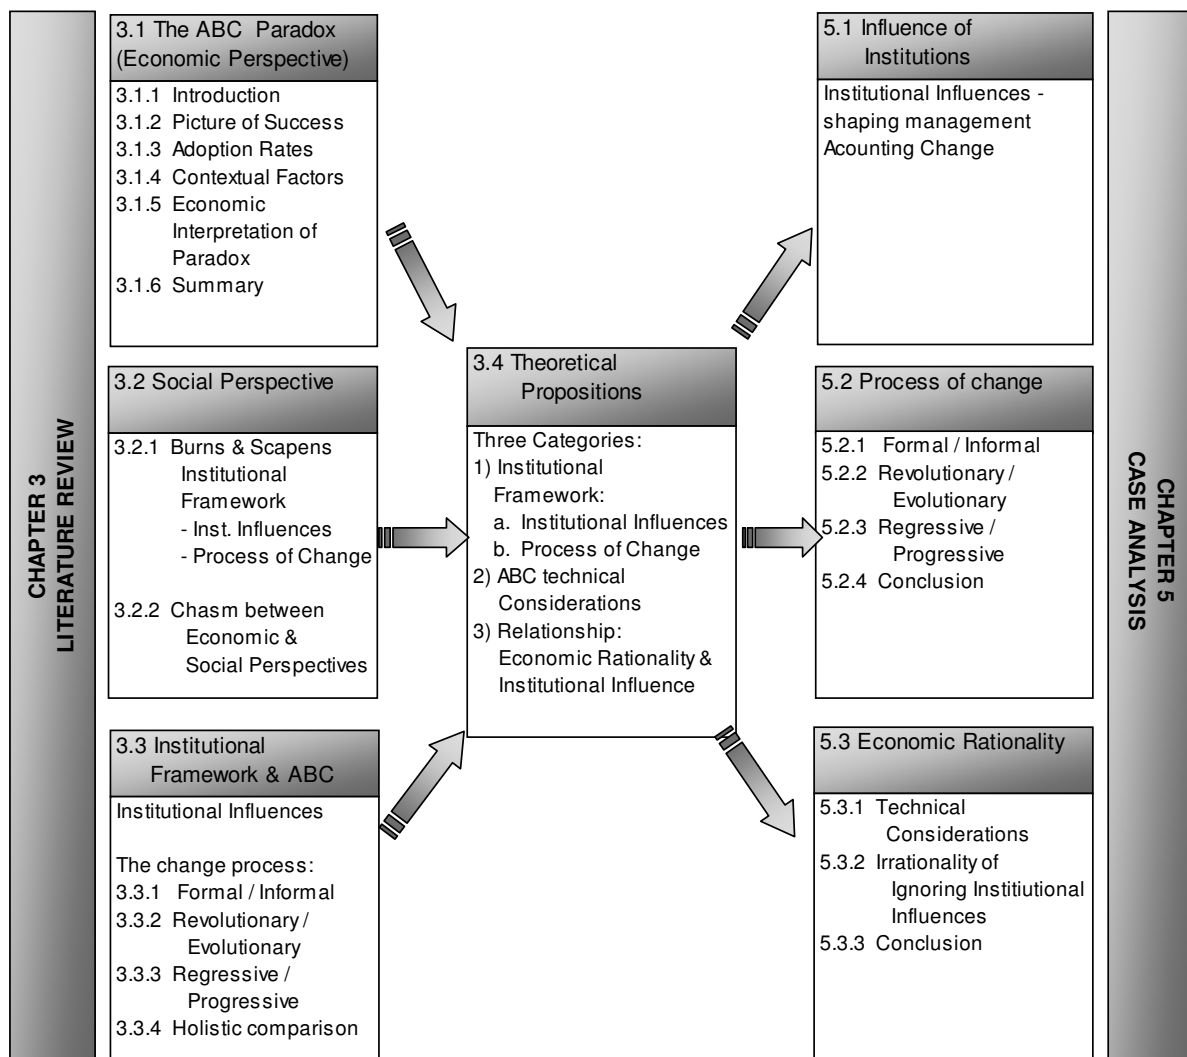 CHAPTER 3
LITERATURE REVIEW
3.1 The ABC Paradox
(Economic Perspective)
3.1.1 Introduction
3.1.2 Picture of Success
3.1.3 Adoption Rates
3.1.4 Contextual Factors
3.1.5 Economic
Interpretation of
Paradox
3.1.6 Summary
3.2 Social Perspective
3.2.1 Burns & Scapens
Institutional
Framework
- Inst. Influences
- Process of Change
3.2.2 Chasm between
Economic &
Social Perspectives
3.3 Institutional
Framework & ABC
Institutional Influences
The change process:
3.3.1 Formal / Informal
3.3.2 Revolutionary /
Evolutionary
3.3.3 Regressive /
Progressive
3.3.4 Holistic comparison
3.4 Theoretical
Propositions
Three Categories:
1) Institutional
Framework:
a. Institutional Influences
b. Process of Change
2) ABC technical
Considerations
3) Relationship:
Economic Rationality &
Institutional Influence
5.1 Influence of
Institutions
Institutional Influences -
shaping management
Acounting Change
5.2 Process of change
5.2.1 Formal / Informal
5.2.2 Revolutionary /
Evolutionary
5.2.3 Regressive /
Progressive
5.2.4 Conclusion
5.3 Economic Rationality
5.3.1 Technical
Considerations
5.3.2 Irrationality of
Ignoring Institiutional
Influences
5.3.3 Conclusion
CHAPTER 5
CASE ANALYSIS